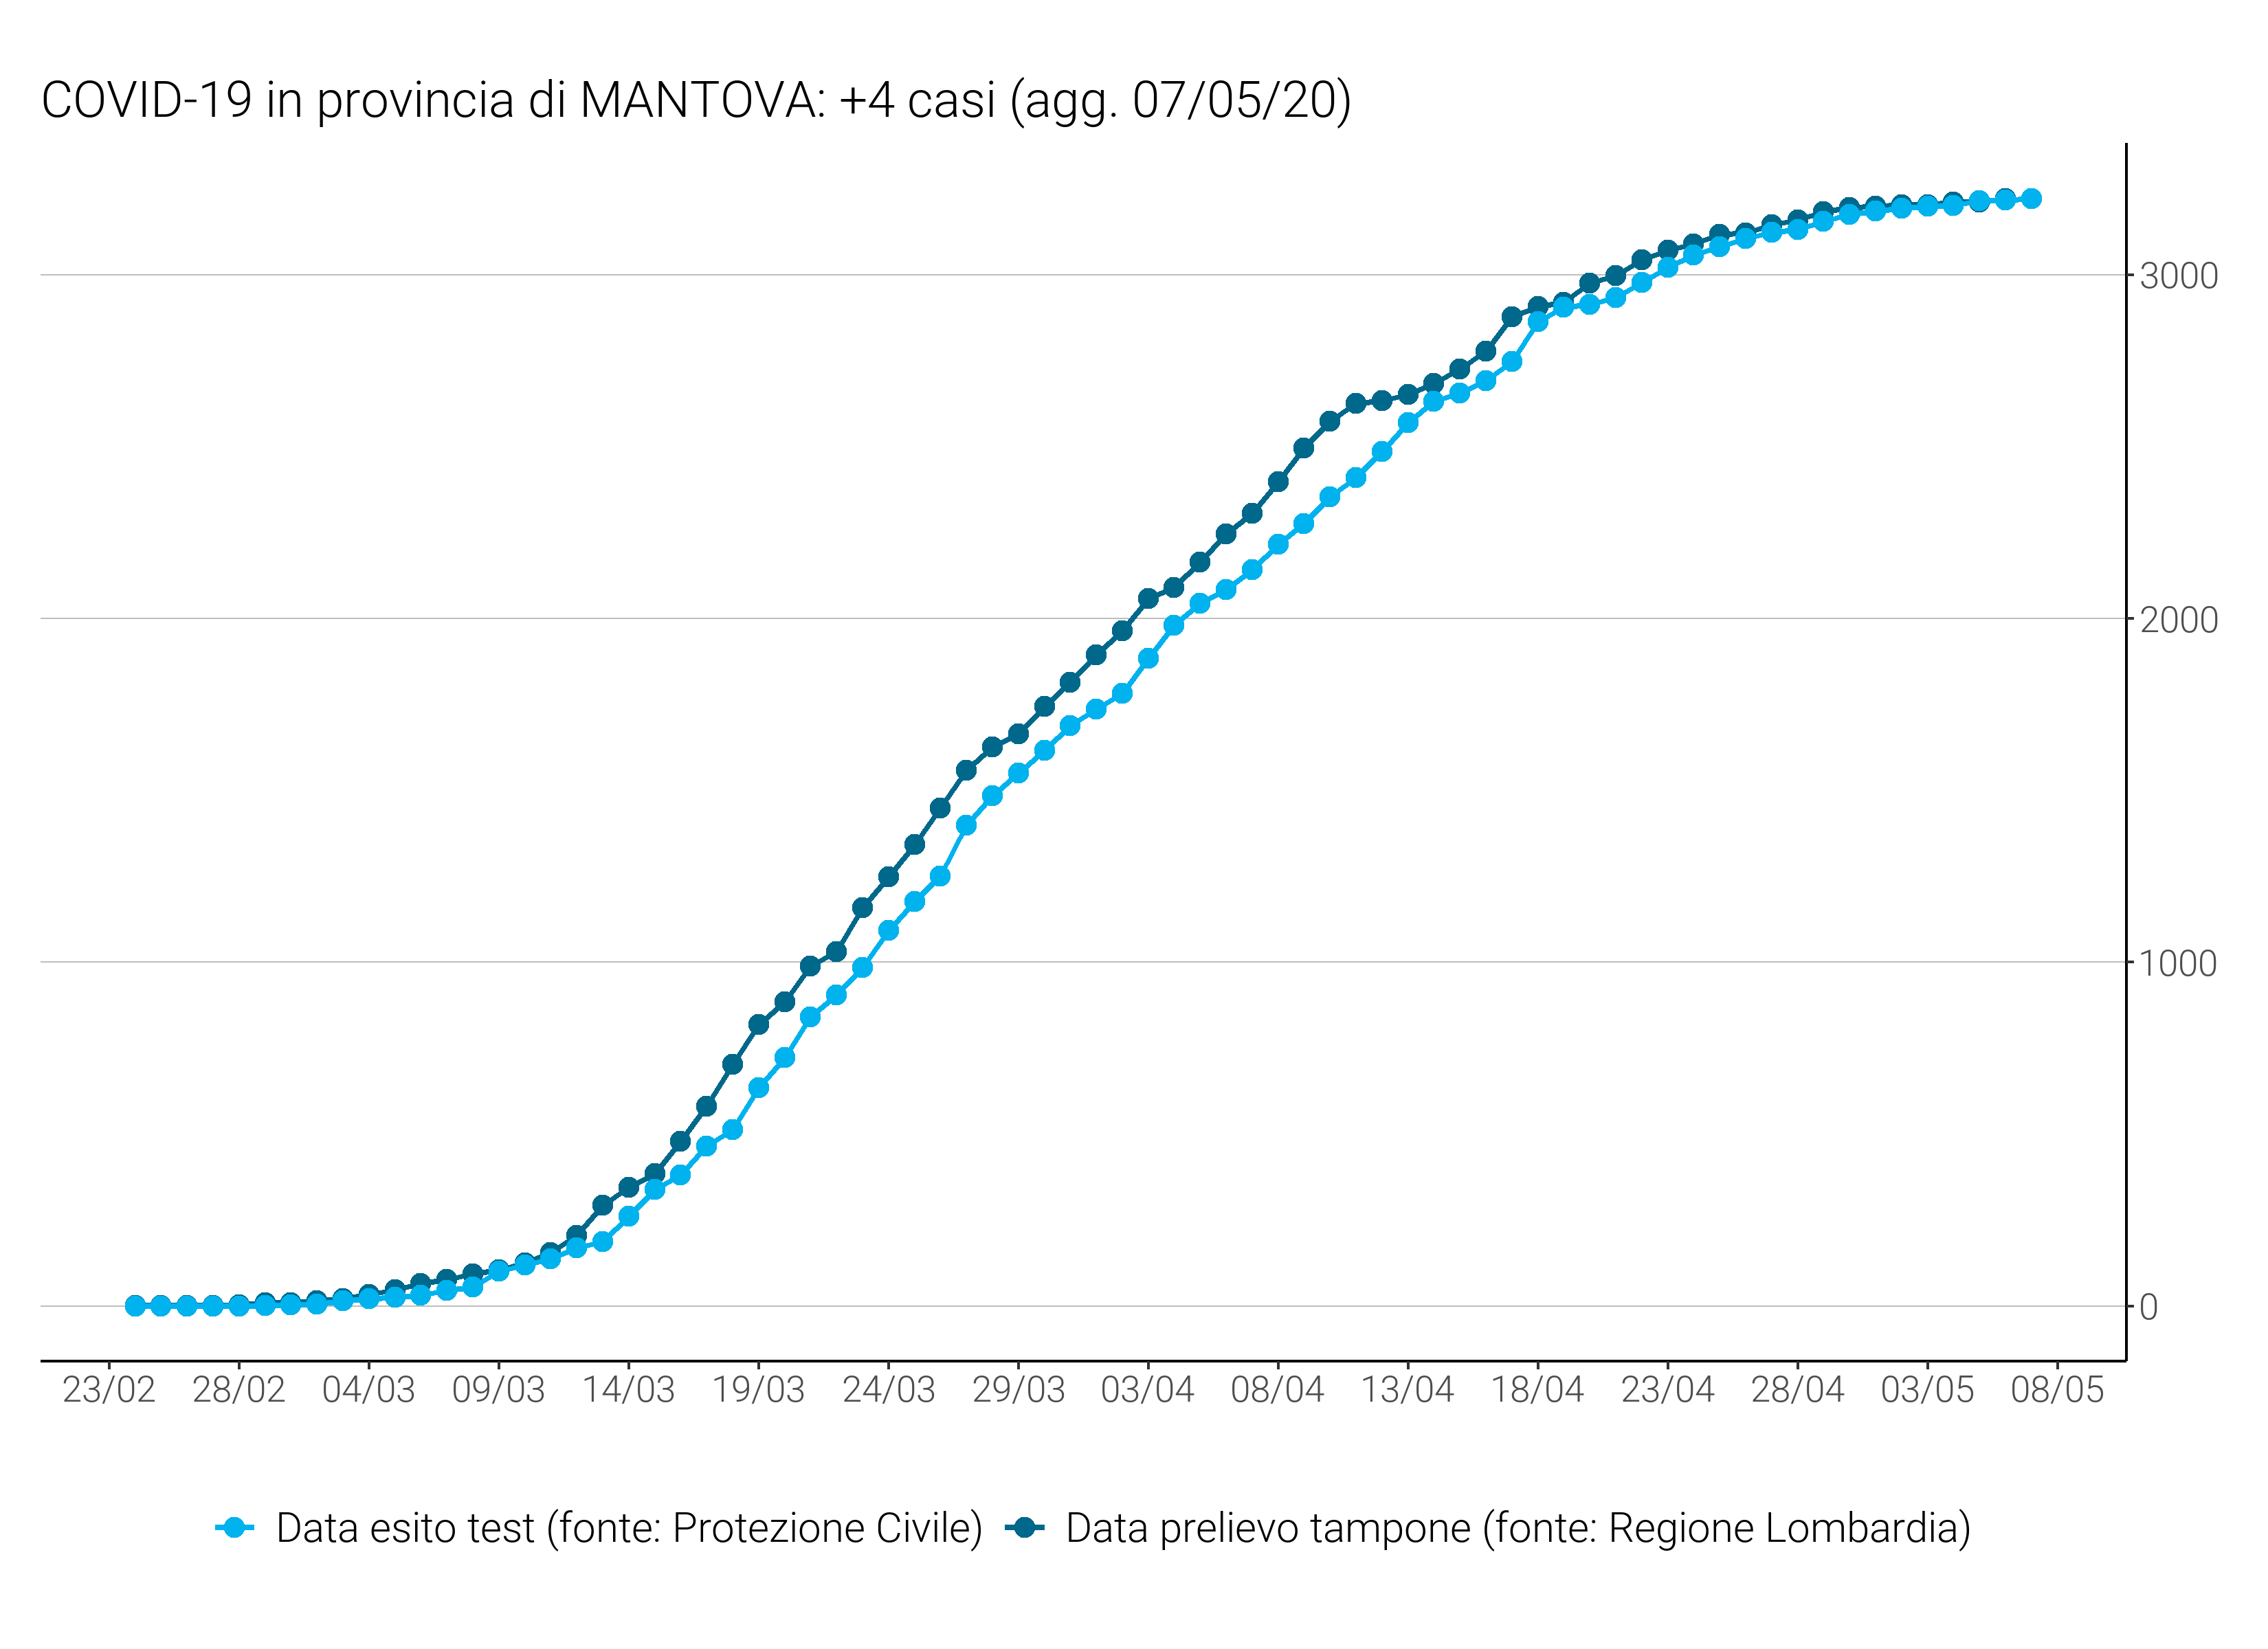 COVID-19 in provincia di MANTOVA: +4 casi (agg. 07/05/20)
3000
2000
1000
0
23/02 28/02 04/03 09/03 14/03 19/03 24/03 29/03 03/04 08/04 13/04 18/04 23/04 28/04 03/05 08/05
Data esito test (fonte: Protezione Civile) Data prelievo tampone (fonte: Regione Lombardia)